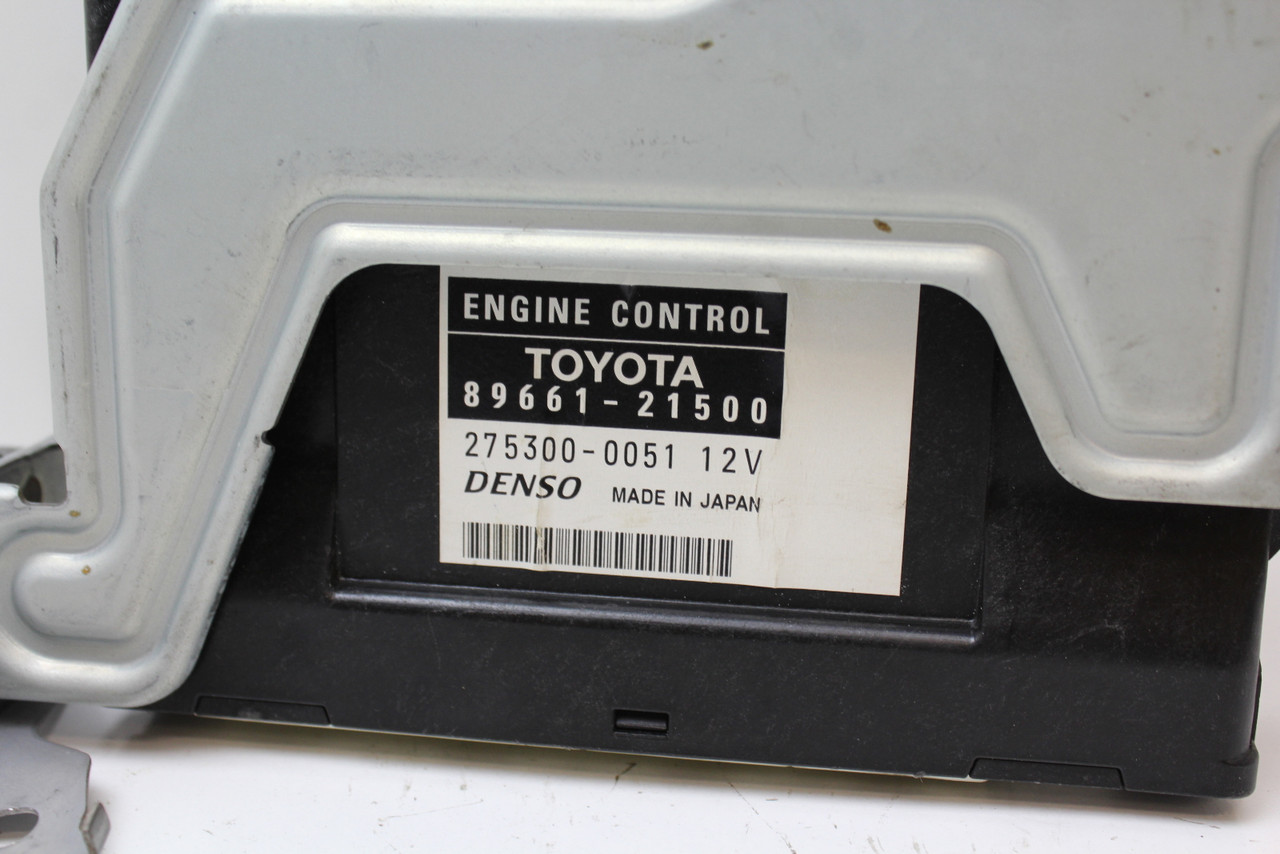 ENGINE CONTROL
TOYOTA
89661-21500
275300-0051 12V
DENSO MADE IN JAPAN